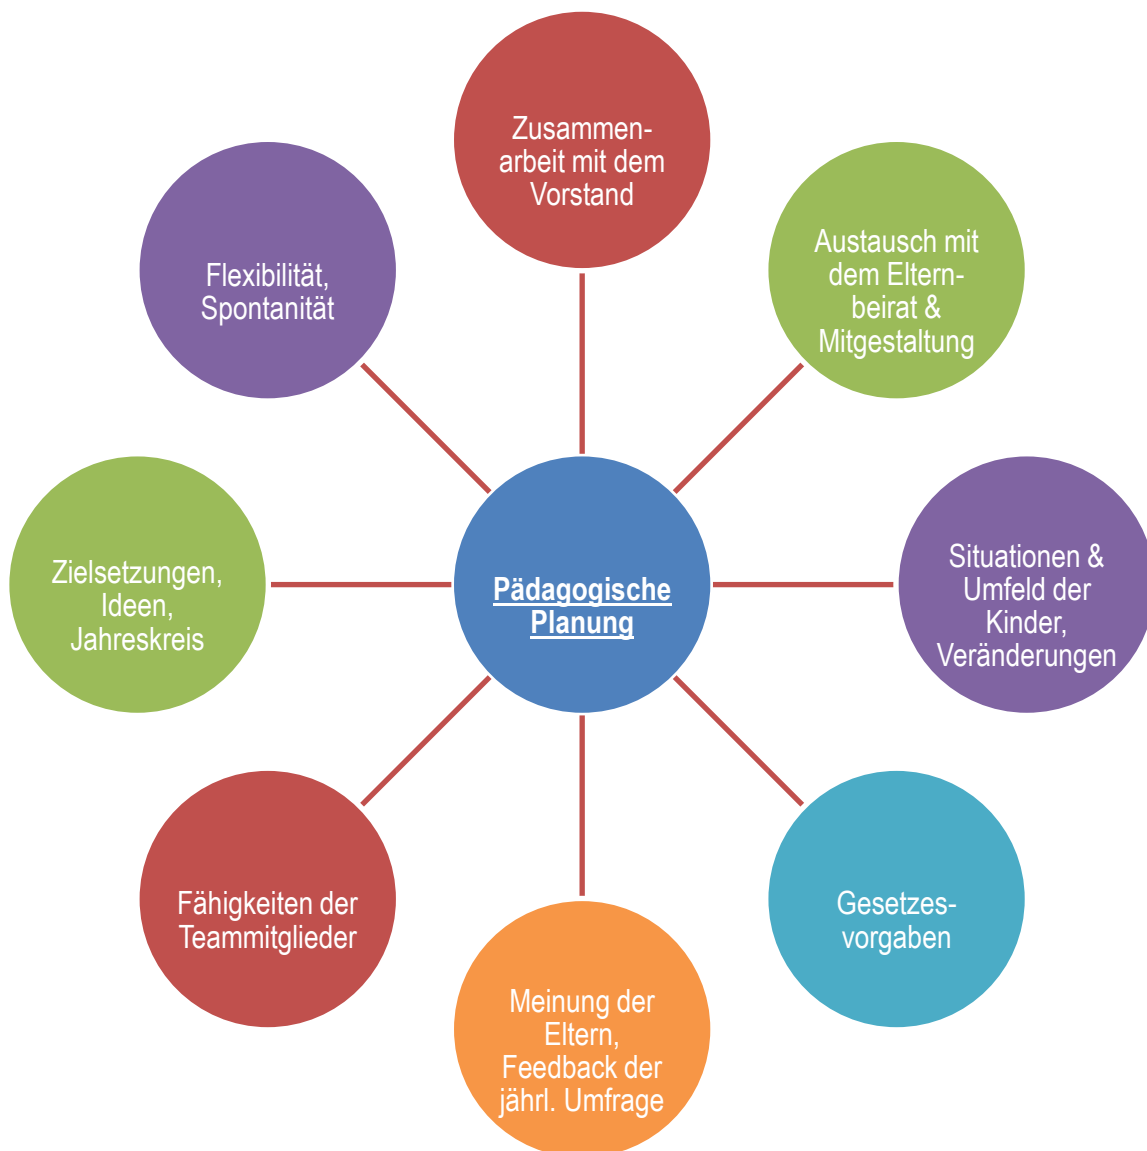 Zusammen-
arbeit mit dem
Vorstand
Austausch mit
dem Eltern-
beirat &
Mitgestaltung
Situationen &
Umfeld der
Kinder,
Veränderungen
Gesetzes-
vorgaben
Meinung der
Eltern,
Feedback der
jährl. Umfrage
Fähigkeiten der
Teammitglieder
Zielsetzungen,
Ideen,
Jahreskreis
Flexibilität,
Spontanität
Pädagogische
Planung